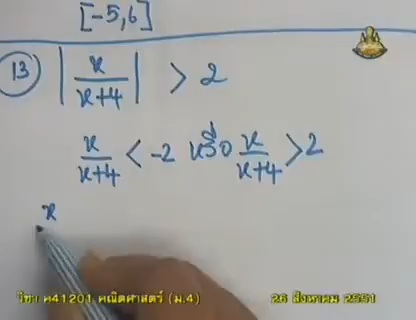 [-5,6]
13 |x/(x+4)| > 2
x/(x+4) < -2 หรือ x/(x+4) > 2
x
วิชา ค41201 คณิตศาสตร์ (ม.4) 26 สิงหาคม 2551